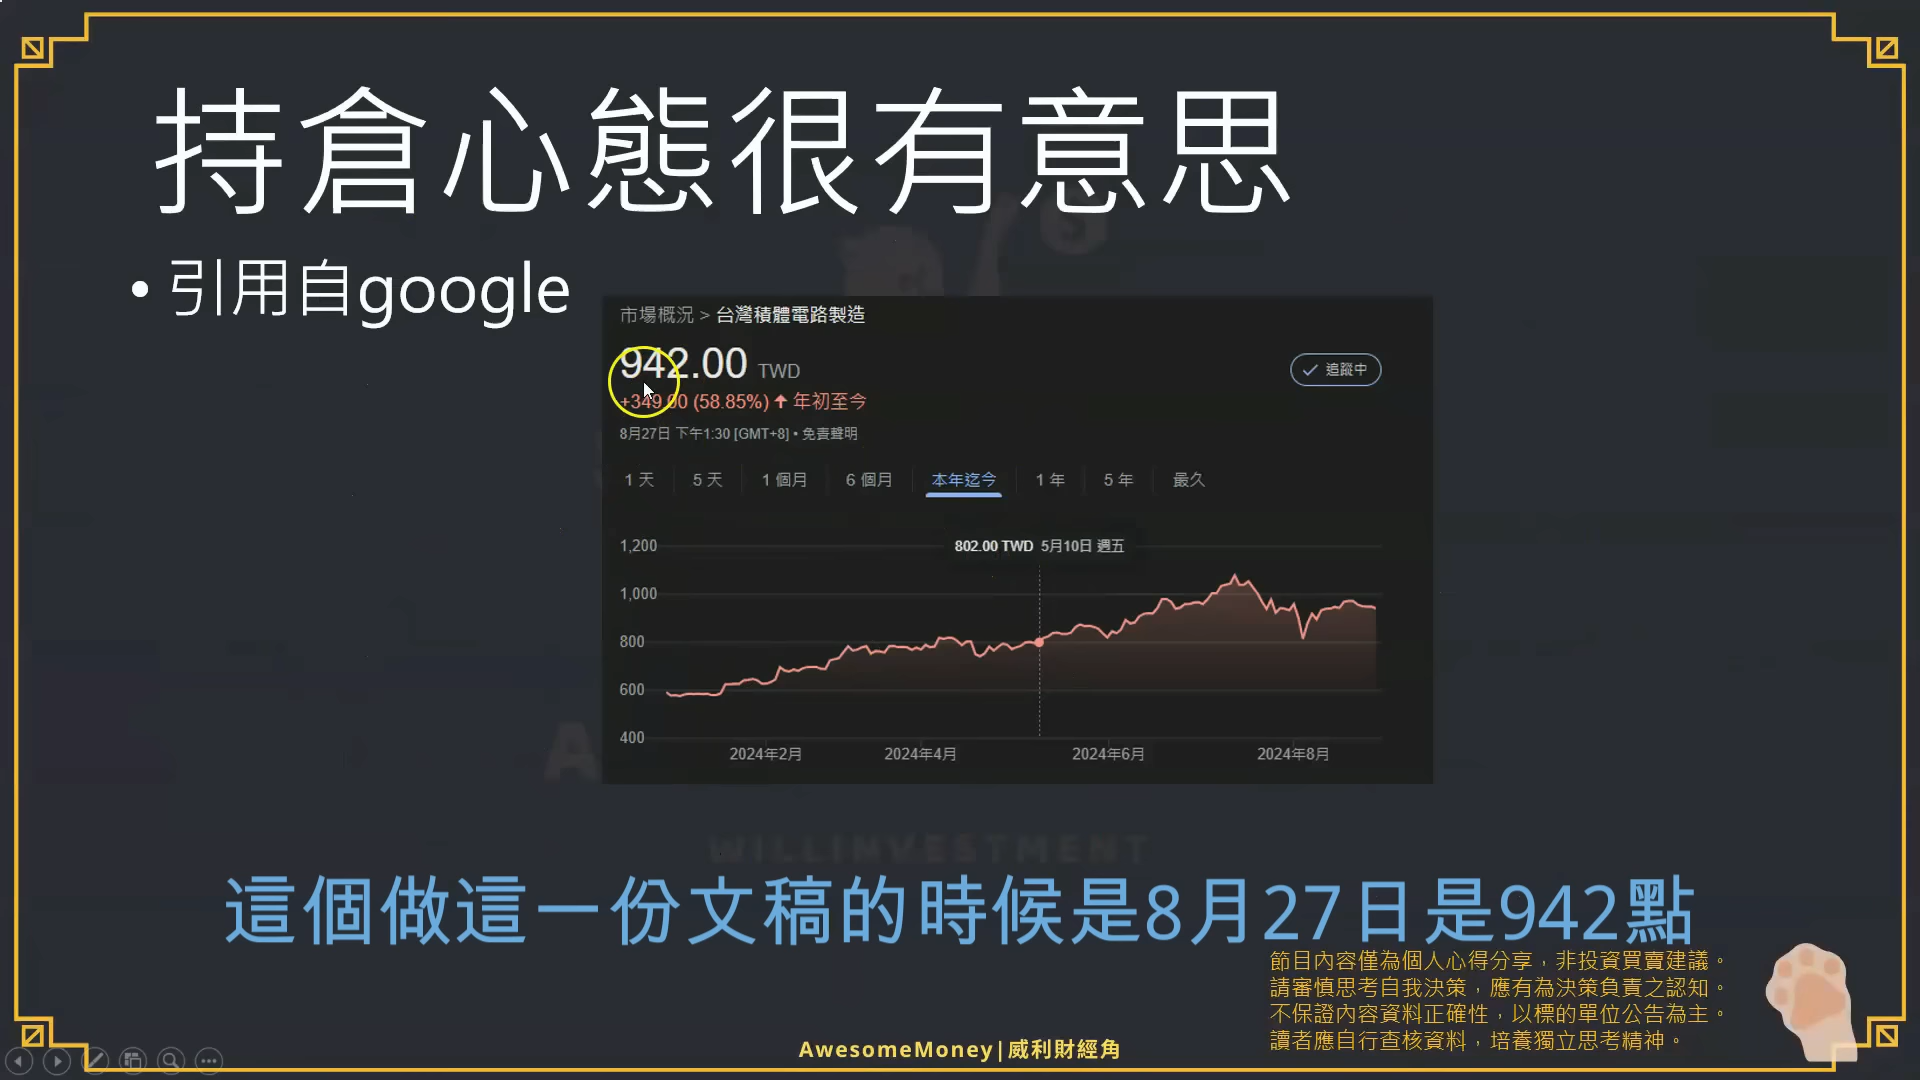 持倉心態很有意思
• 引用自google
市場概況 > 台灣積體電路製造
942.00 TWD
追蹤中
+349.00 (58.85%) ↑ 年初至今
8月27日 下午1:30 [GMT+8] • 免責聲明
1 天 5 天 1 個月 6 個月 本年迄今 1 年 5 年 最久
802.00 TWD 5月10日 週五
1,200
1,000
800
600
400
2024年2月 2024年4月 2024年6月 2024年8月
WILLINVESTMENT
這個做這一份文稿的時候是8月27日是942點
節目內容僅為個人心得分享，非投資買賣建議。
請審慎思考自我決策，應有為決策負責之認知。
不保證內容資料正確性，以標的單位公告為主。
讀者應自行查核資料，培養獨立思考精神。
AwesomeMoney|威利財經角